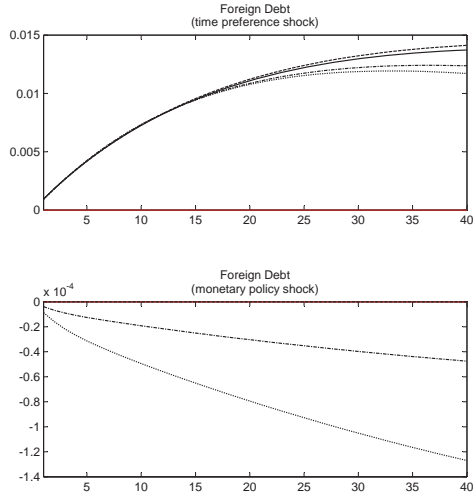 Foreign Debt
(time preference shock)
0.015
0.01
0.005
0
5 10 15 20 25 30 35 40
Foreign Debt
(monetary policy shock)
x 10-4
0
-0.2
-0.4
-0.6
-0.8
-1
-1.2
-1.4
5 10 15 20 25 30 35 40